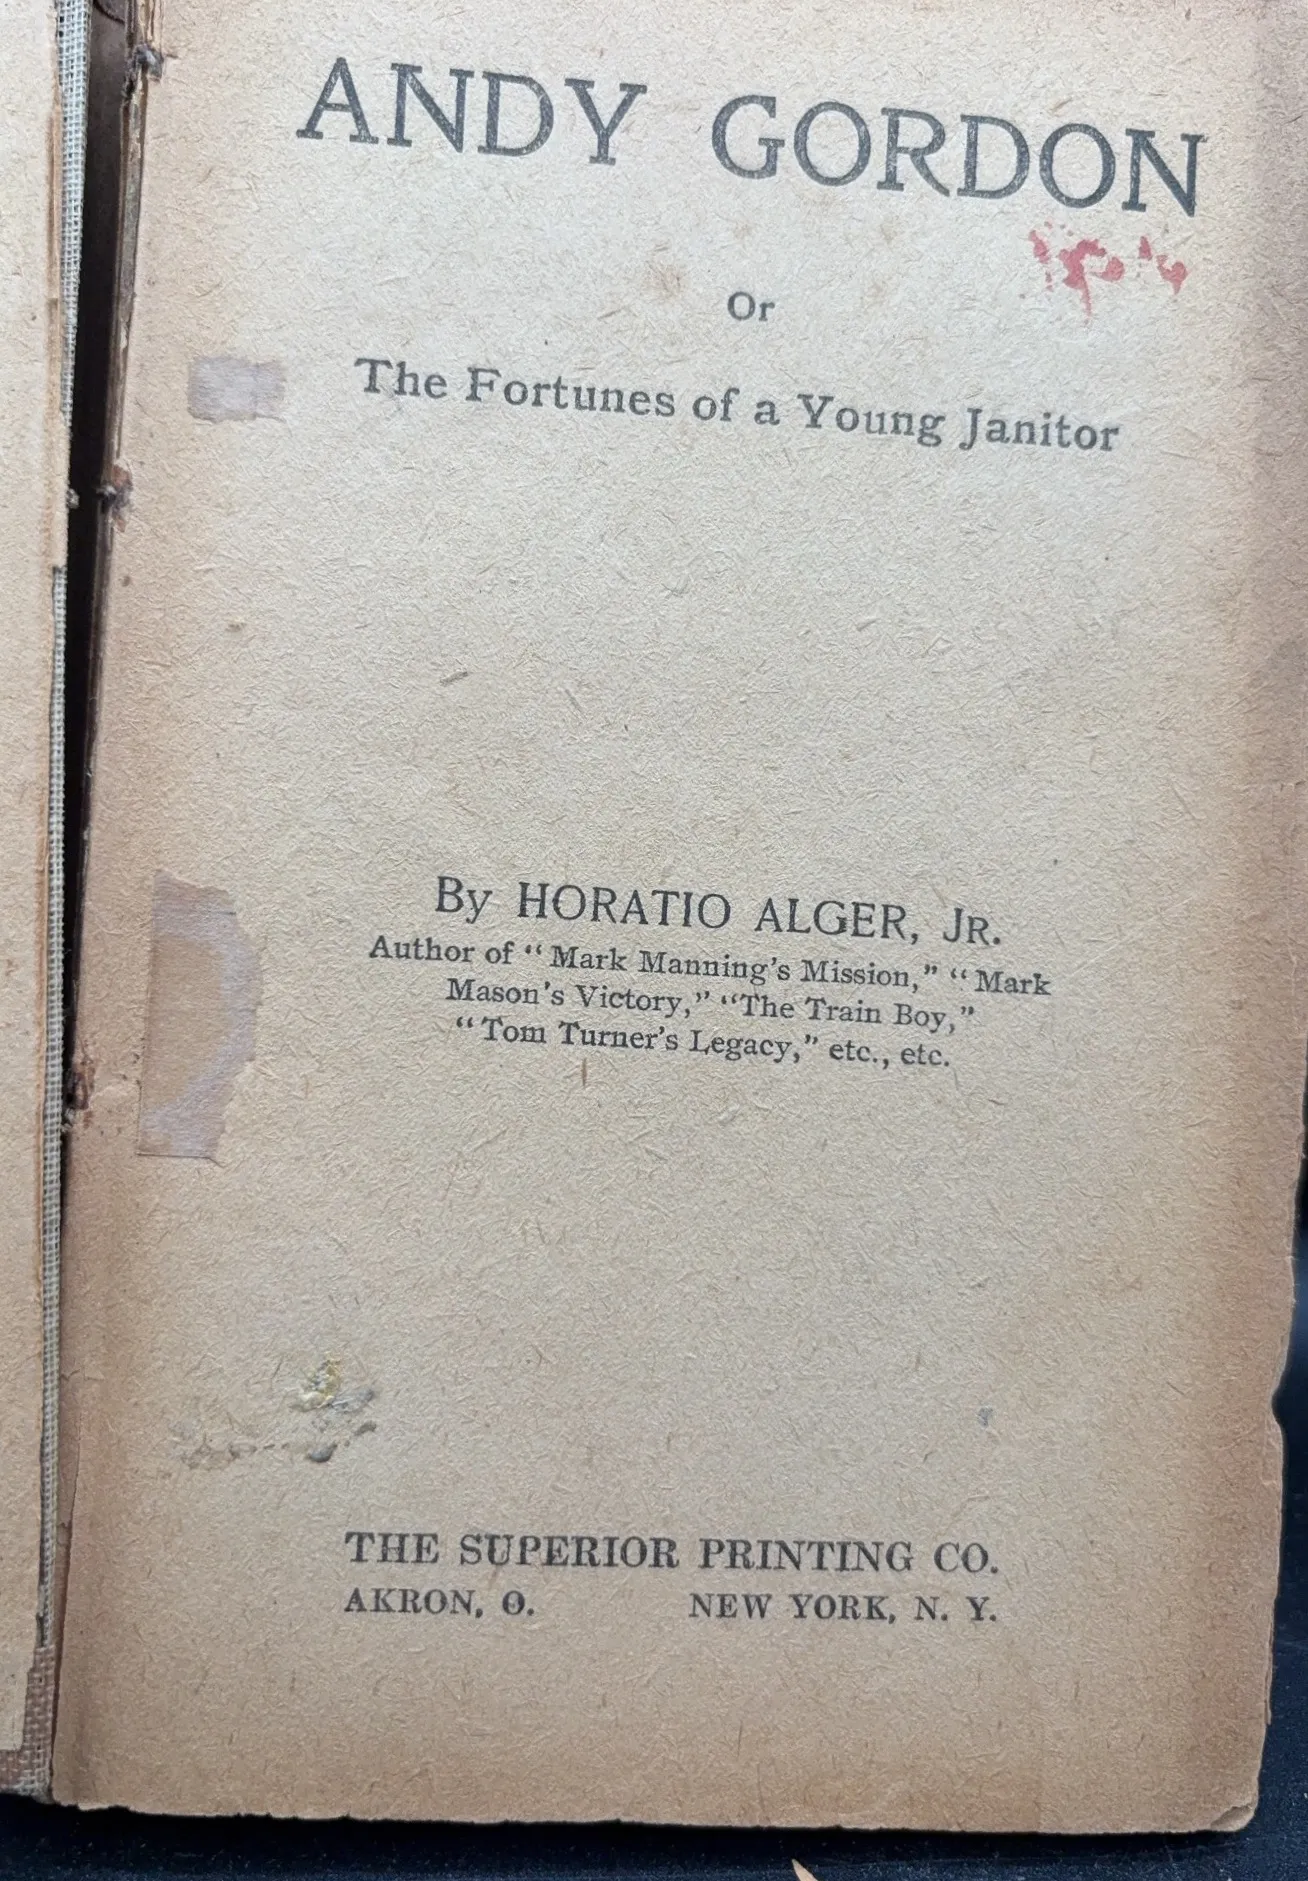 ANDY GORDON
Or
The Fortunes of a Young Janitor
By HORATIO ALGER, JR.
Author of “Mark Manning's Mission,” “Mark
Mason's Victory,” “The Train Boy,”
“Tom Turner's Legacy,” etc., etc.
THE SUPERIOR PRINTING CO.
AKRON, O. NEW YORK, N. Y.